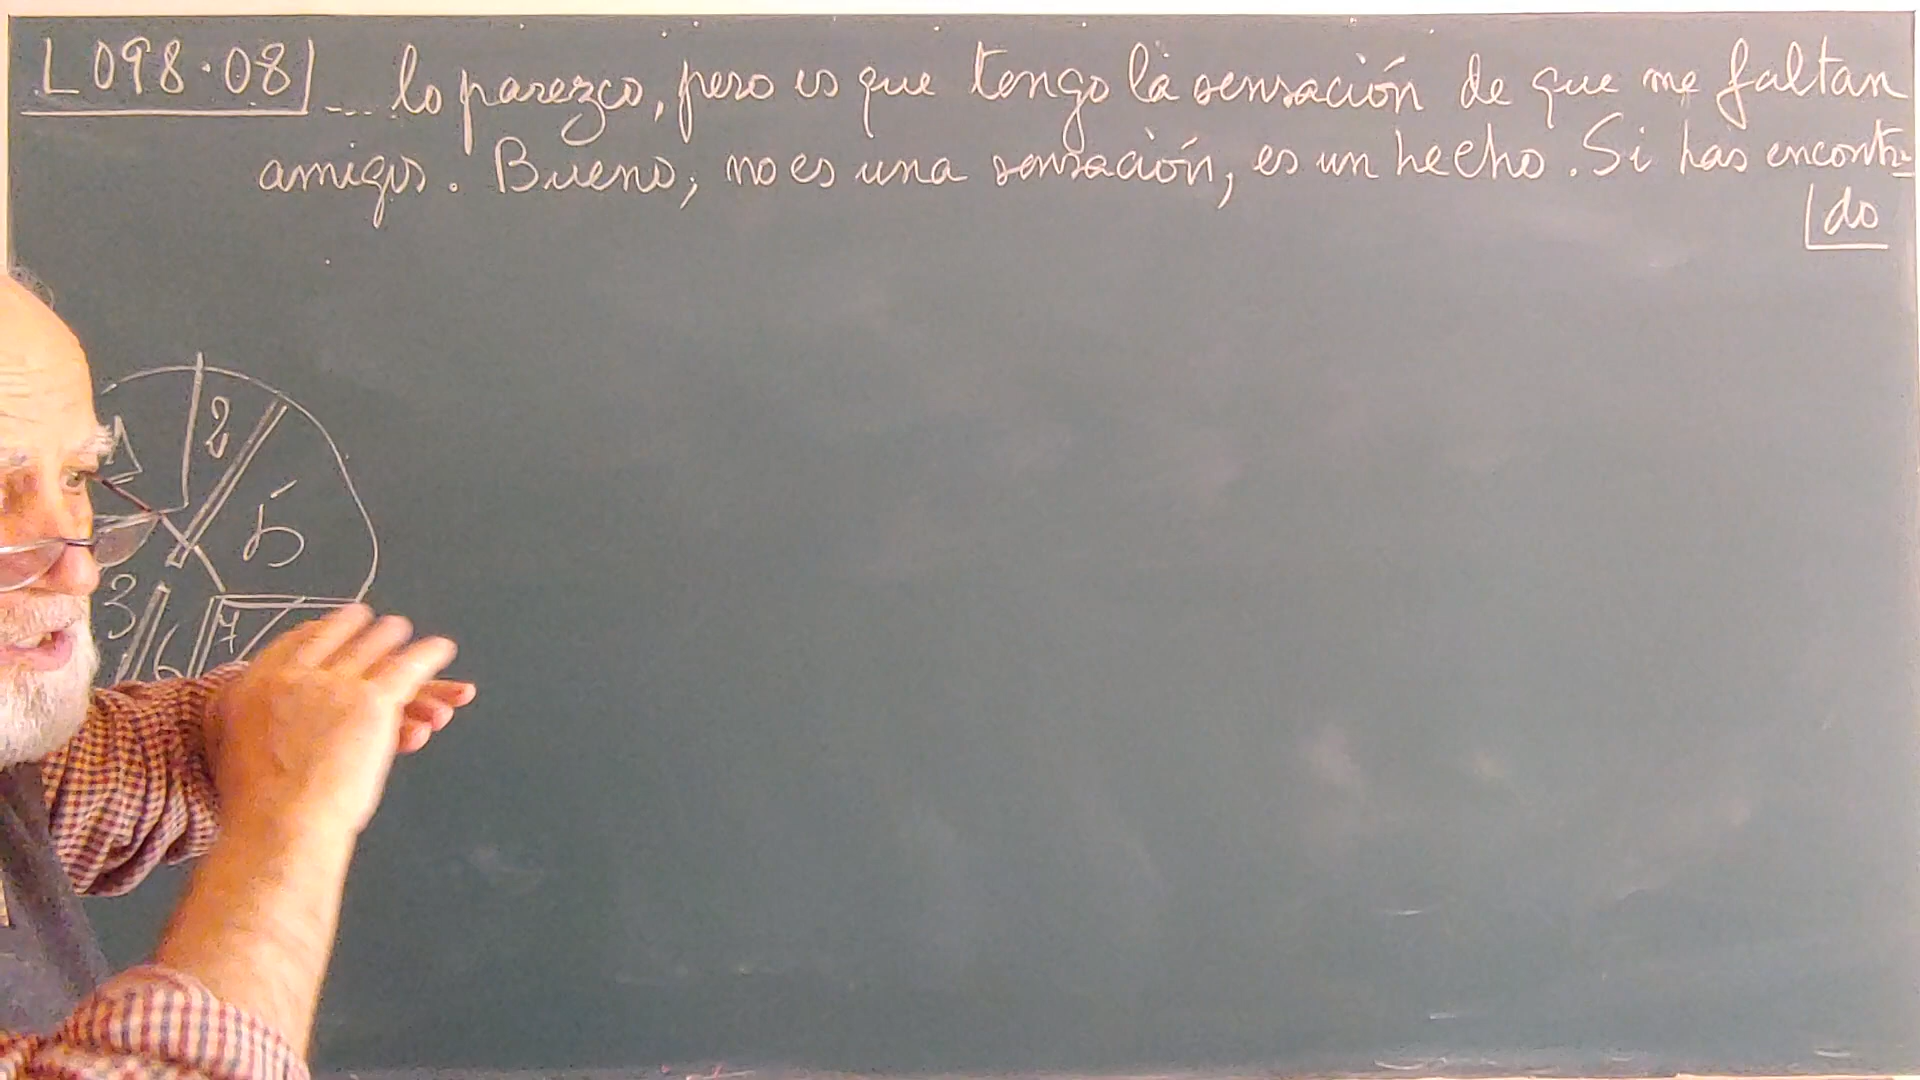 L098.08 ... lo parezco, pero es que tengo la sensación de que me faltan
amigos. Bueno, no es una sensación, es un hecho. Si has encontra
do
2
5
3
6
7